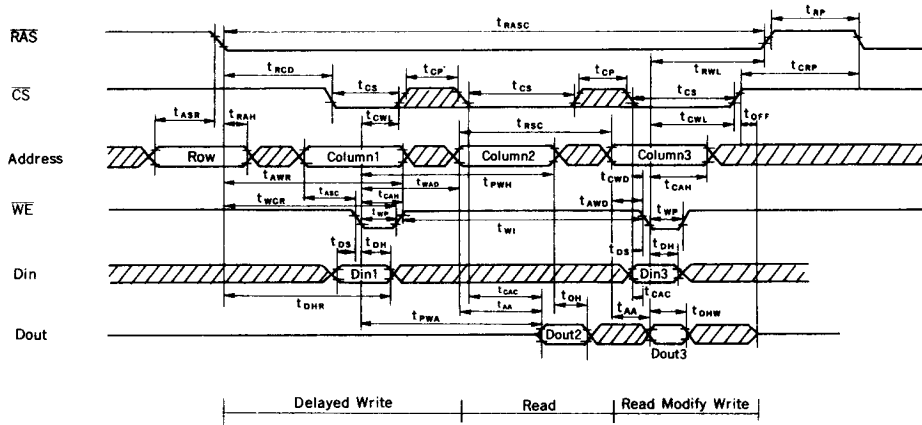 tRASC tRP
RAS
tRCD tRWL tCRP
CS tCS tCP tCS tCP tCS
tASR tRAH tCWL tRSC tCWL tOFF
Address Row Column1 Column2 Column3
tAWR tWAD tPWH tCWD tCAH
tASC tCAH
tWCR tAWD
WE tWP tWI tWP
tDS tDH tDS tDH
Din Din1 Din3
tDHR tCAC tOH tCAC
tAA tAA tDHW
tPWA
Dout Dout2 Dout3
Delayed Write Read Read Modify Write